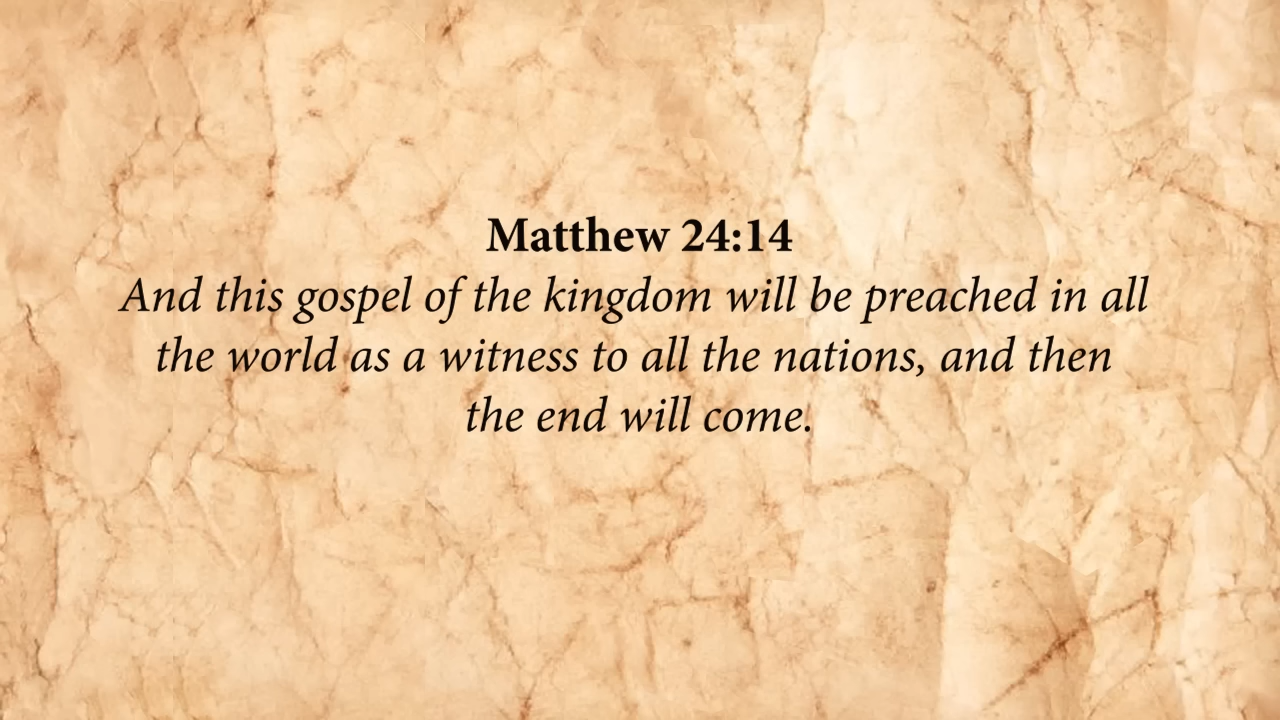 Matthew 24:14
And this gospel of the kingdom will be preached in all
the world as a witness to all the nations, and then
the end will come.